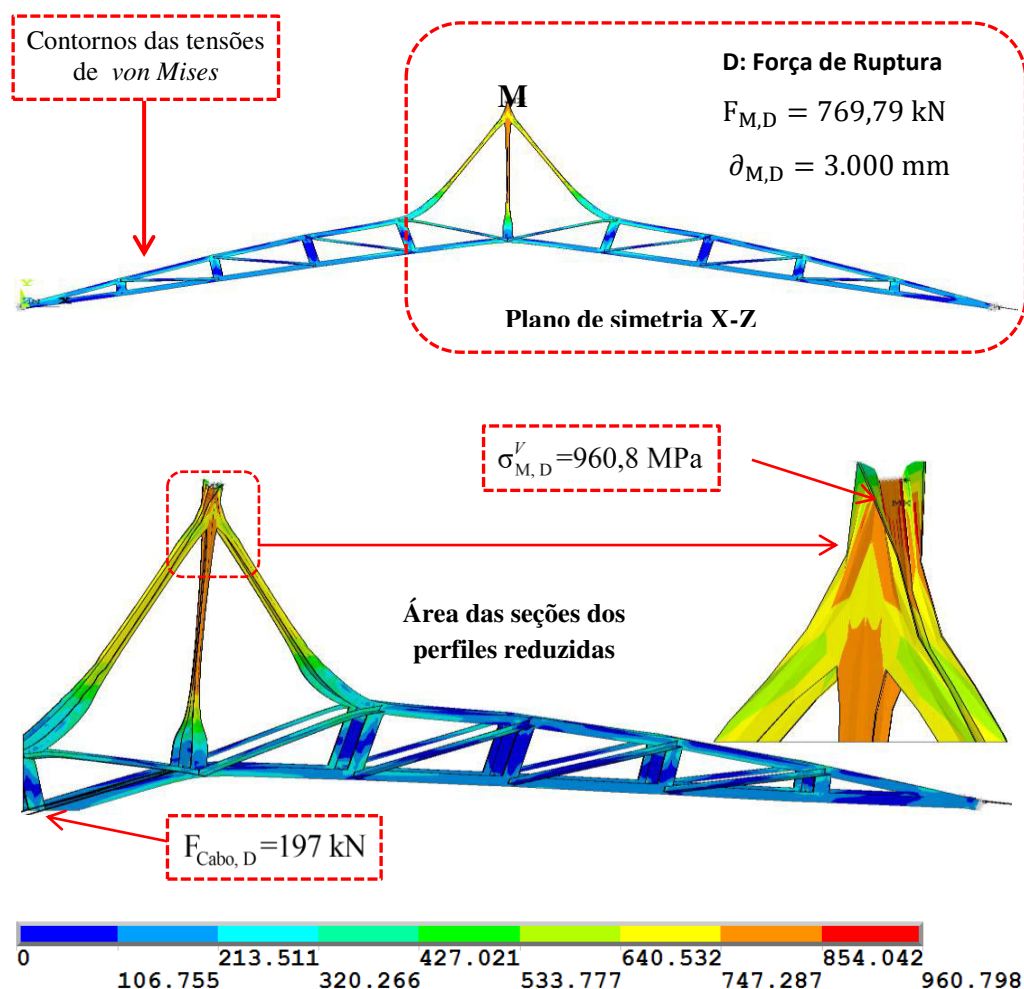 Contornos das tensões
de von Mises
D: Força de Ruptura
M
F_M,D = 769,79 kN
∂_M,D = 3.000 mm
Plano de simetria X-Z
σ^V_M, D =960,8 MPa
Área das seções dos
perfiles reduzidas
F_Cabo, D =197 kN
0 213.511 427.021 640.532 854.042
106.755 320.266 533.777 747.287 960.798